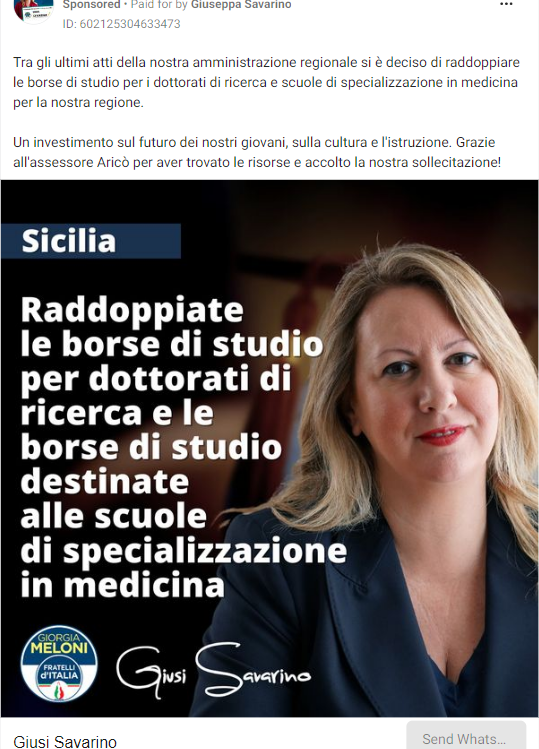 Sponsored • Paid for by Giuseppa Savarino
ID: 602125304633473
Tra gli ultimi atti della nostra amministrazione regionale si è deciso di raddoppiare
le borse di studio per i dottorati di ricerca e scuole di specializzazione in medicina
per la nostra regione.
Un investimento sul futuro dei nostri giovani, sulla cultura e l'istruzione. Grazie
all'assessore Aricò per aver trovato le risorse e accolto la nostra sollecitazione!
Sicilia
Raddoppiate
le borse di studio
per dottorati di
ricerca e le
borse di studio
destinate
alle scuole
di specializzazione
in medicina
GIORGIA
MELONI
FRATELLI
d'ITALIA
Giusi Savarino
Giusi Savarino
Send Whats...